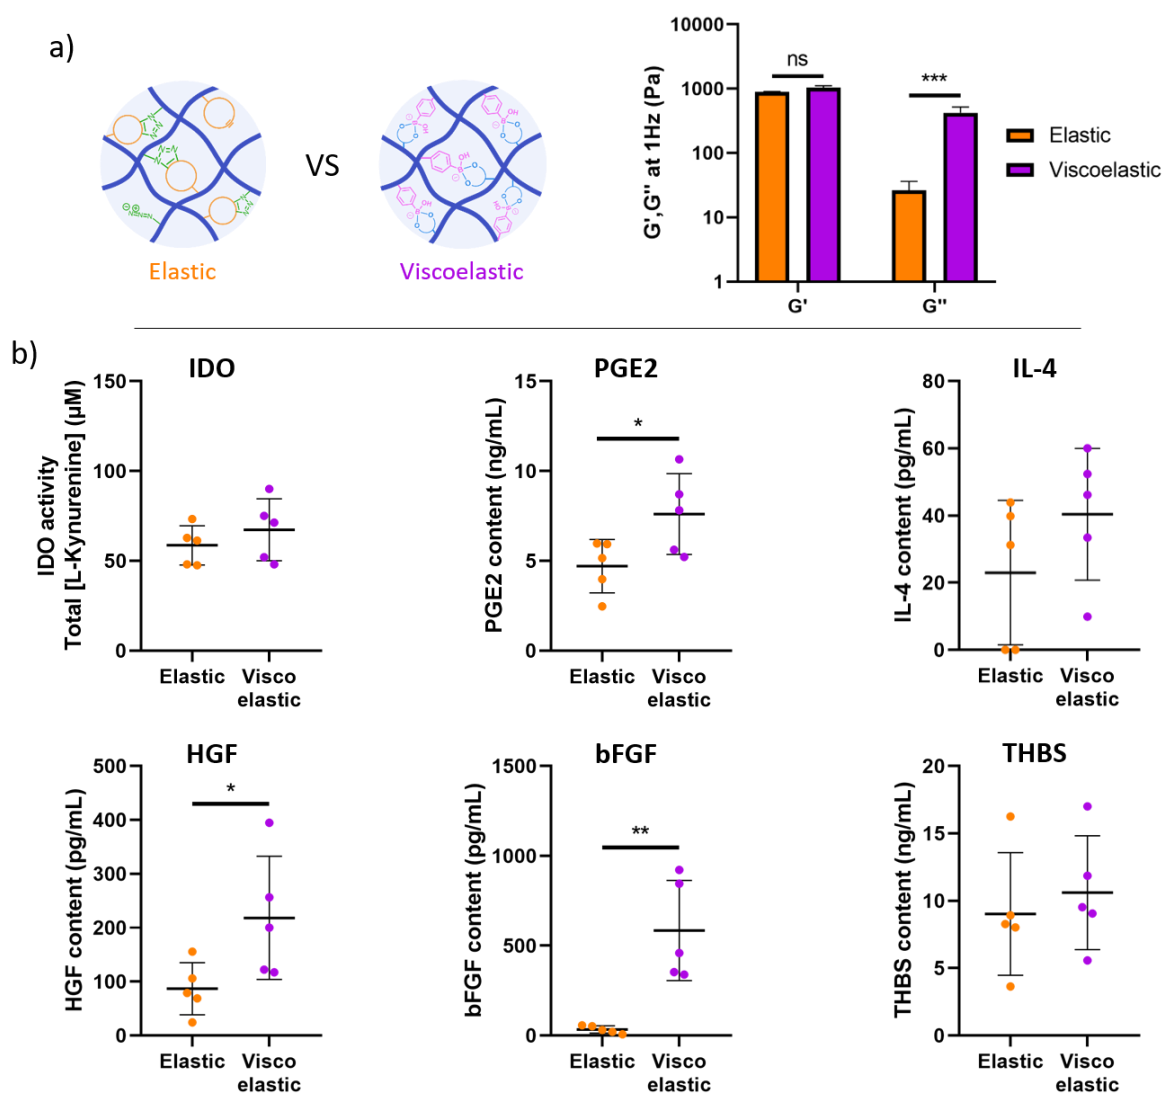 a)
VS
Elastic
Viscoelastic
G',G'' at 1Hz (Pa)
10000
1000
100
10
1
ns
***
G'
G''
Elastic
Viscoelastic
b)
IDO
IDO activity
Total [L-Kynurenine] (µM)
150
100
50
0
Elastic
Visco
elastic
PGE2
PGE2 content (ng/mL)
15
10
5
0
*
Elastic
Visco
elastic
IL-4
IL-4 content (pg/mL)
80
60
40
20
0
Elastic
Visco
elastic
HGF
HGF content (pg/mL)
500
400
300
200
100
0
*
Elastic
Visco
elastic
bFGF
bFGF content (pg/mL)
1500
1000
500
0
**
Elastic
Visco
elastic
THBS
THBS content (ng/mL)
20
15
10
5
0
Elastic
Visco
elastic